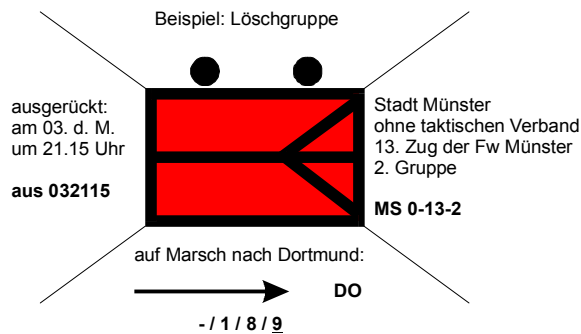 Beispiel: Löschgruppe
ausgerückt:
am 03. d. M.
um 21.15 Uhr
aus 032115
Stadt Münster
ohne taktischen Verband
13. Zug der Fw Münster
2. Gruppe
MS 0-13-2
auf Marsch nach Dortmund:
DO
- / 1 / 8 / 9